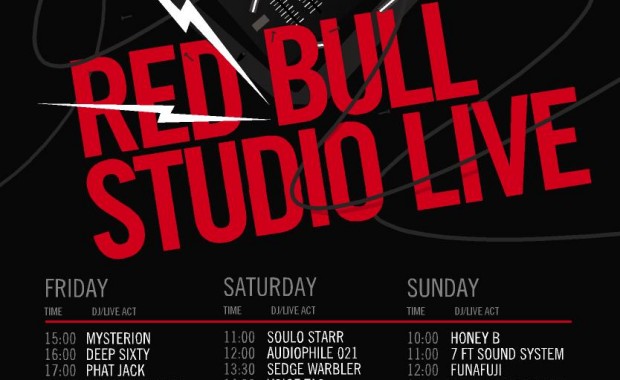 RED BULL
STUDIO LIVE
FRIDAY
TIME DJ/LIVE ACT
15:00 MYSTERION
16:00 DEEP SIXTY
17:00 PHAT JACK
SATURDAY
TIME DJ/LIVE ACT
11:00 SOULO STARR
12:00 AUDIOPHILE 021
13:30 SEDGE WARBLER
SUNDAY
TIME DJ/LIVE ACT
10:00 HONEY B
11:00 7 FT SOUND SYSTEM
12:00 FUNAFUJI